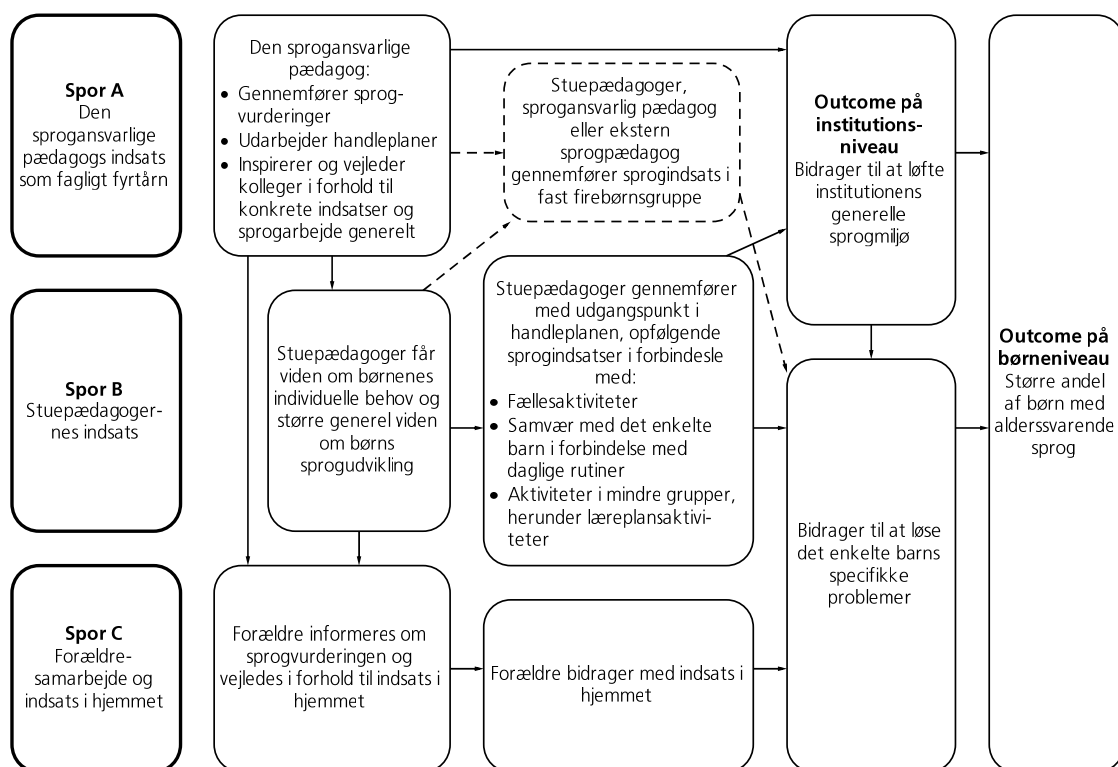 Spor A
Den
sprogansvarlige
pædagogs indsats
som fagligt fyrtårn
Den sprogansvarlige
pædagog:
• Gennemfører sprog-
vurderinger
• Udarbejder handleplaner
• Inspirerer og vejleder
kolleger i forhold til
konkrete indsatser og
sprogarbejde generelt
Stuepædagoger,
sprogansvarlig pædagog
eller ekstern
sprogpædagog
gennemfører sprogindsats i
fast firebørnsgruppe
Outcome på
institutions-
niveau
Bidrager til at løfte
institutionens
generelle
sprogmiljø
Outcome på
børneniveau
Større andel
af børn med
alderssvarende
sprog
Spor B
Stuepædagoger-
nes indsats
Stuepædagoger får
viden om børnenes
individuelle behov og
større generel viden
om børns
sprogudvikling
Stuepædagoger gennemfører
med udgangspunkt i
handleplanen, opfølgende
sprogindsatser i forbindesle
med:
• Fællesaktiviteter
• Samvær med det enkelte
barn i forbindelse med
daglige rutiner
• Aktiviteter i mindre grupper,
herunder læreplansaktivi-
teter
Bidrager til at løse
det enkelte barns
specifikke
problemer
Spor C
Forældre-
samarbejde og
indsats i hjemmet
Forældre informeres om
sprogvurderingen og
vejledes i forhold til indsats i
hjemmet
Forældre bidrager med indsats i
hjemmet